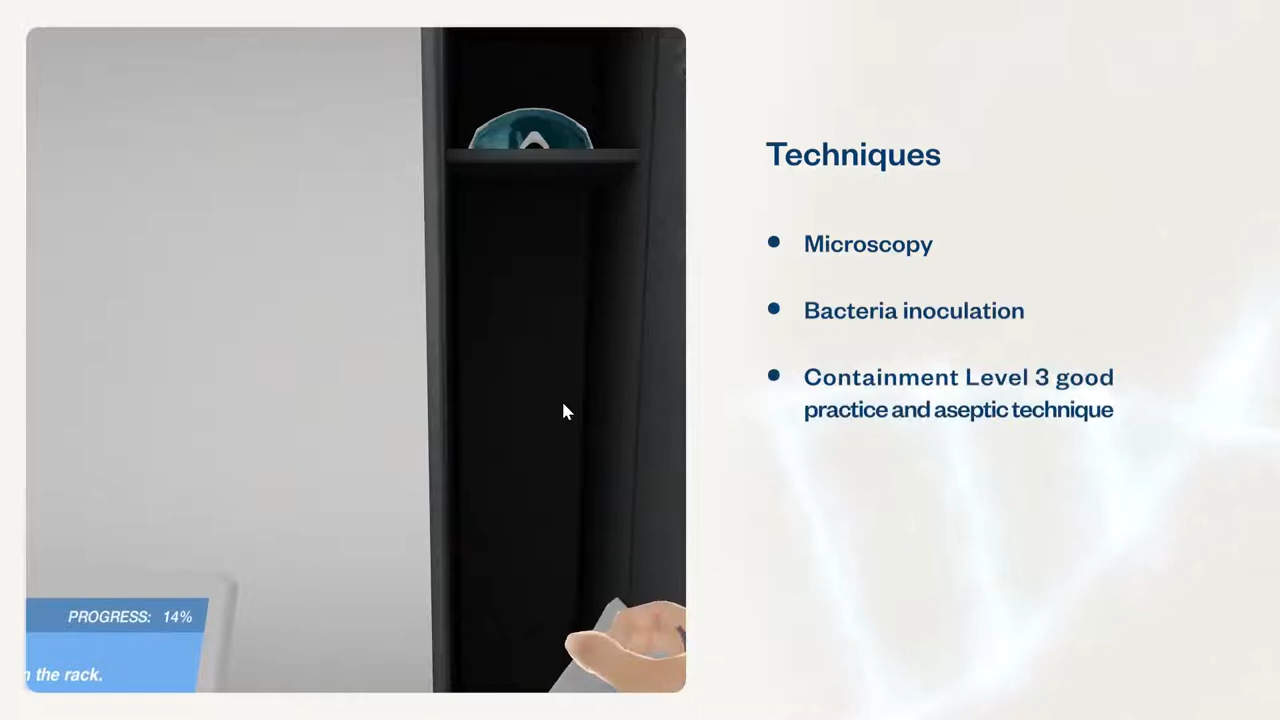 Techniques
Microscopy
Bacteria inoculation
Containment Level 3 good
practice and aseptic technique
PROGRESS: 14%
the rack.